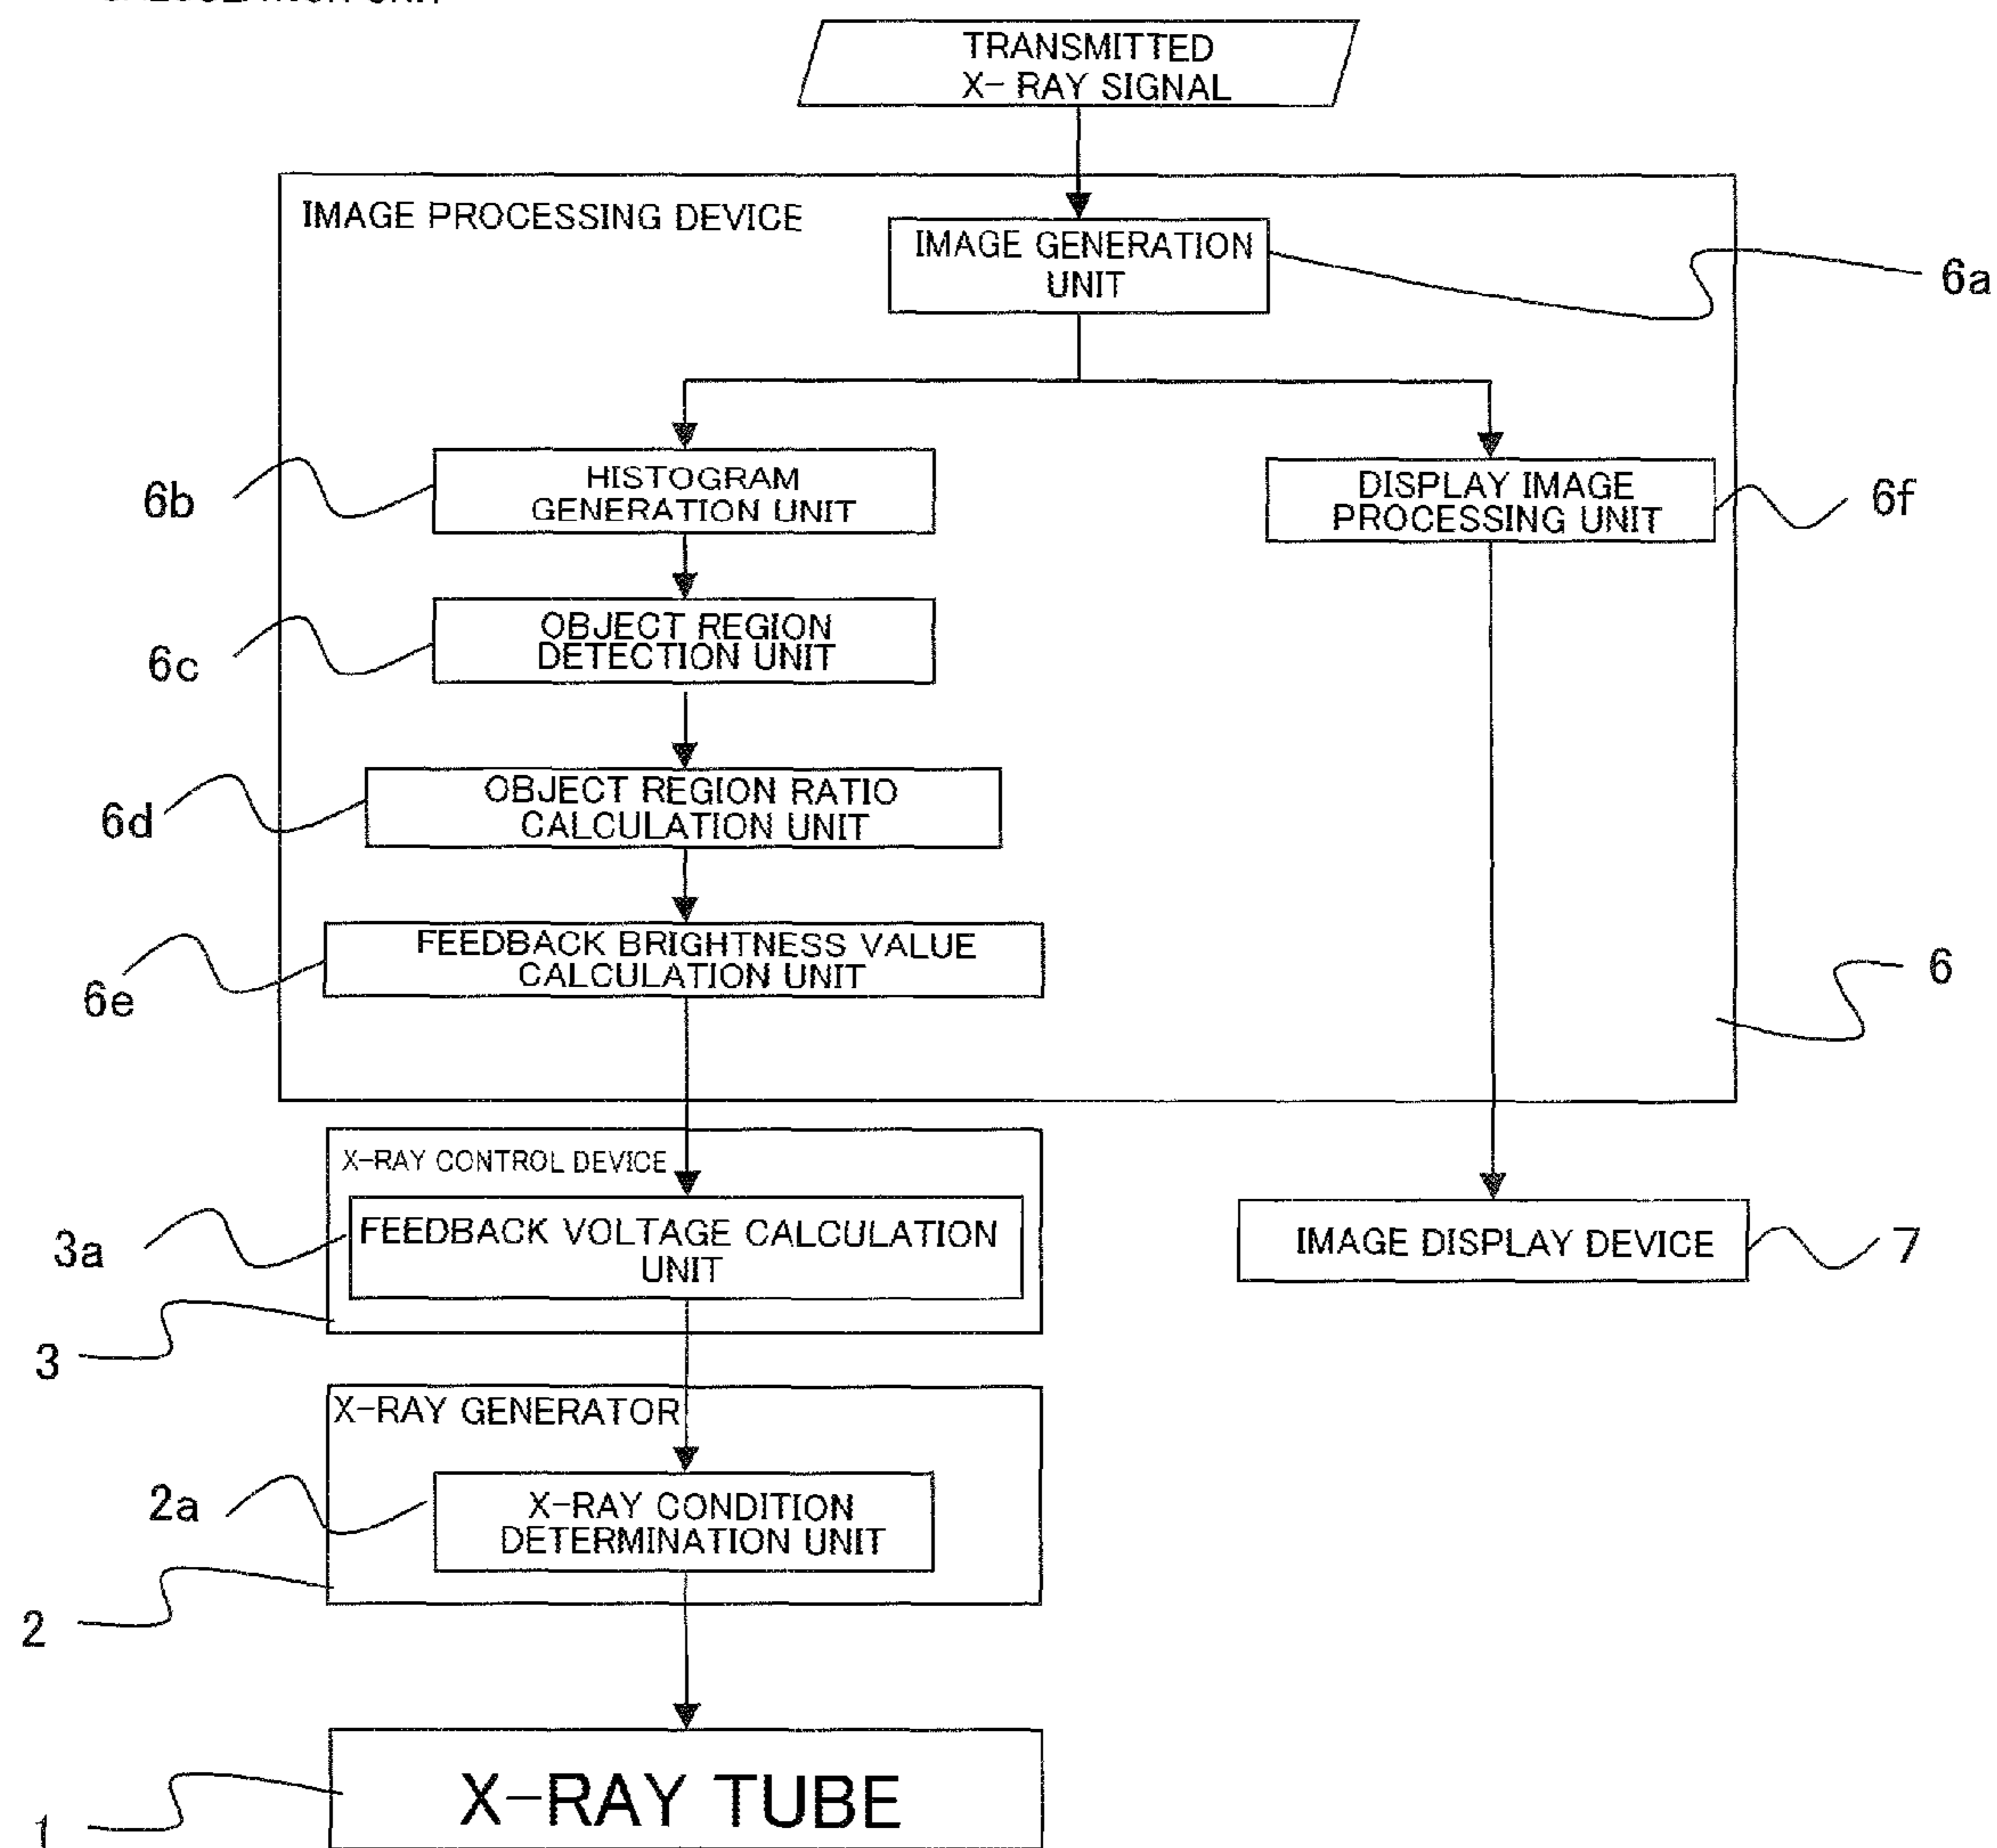 TRANSMITTED
X- RAY SIGNAL
IMAGE PROCESSING DEVICE
IMAGE GENERATION
UNIT
6a
6b
HISTOGRAM
GENERATION UNIT
DISPLAY IMAGE
PROCESSING UNIT
6f
6c
OBJECT REGION
DETECTION UNIT
6d
OBJECT REGION RATIO
CALCULATION UNIT
6e
FEEDBACK BRIGHTNESS VALUE
CALCULATION UNIT
6
X-RAY CONTROL DEVICE
3a
FEEDBACK VOLTAGE CALCULATION
UNIT
IMAGE DISPLAY DEVICE
7
3
X-RAY GENERATOR
2a
X-RAY CONDITION
DETERMINATION UNIT
2
X-RAY TUBE
1